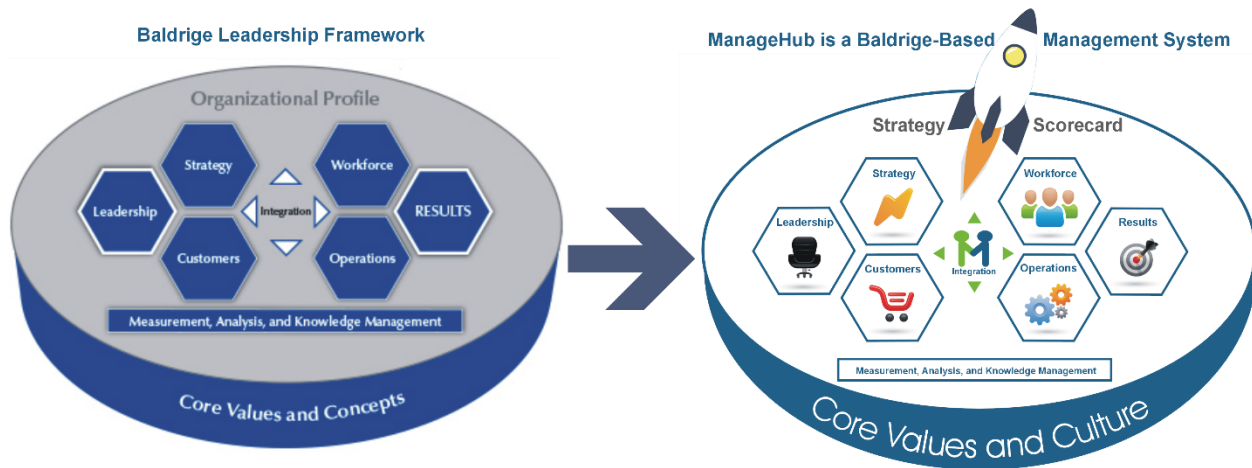 Baldrige Leadership Framework
Organizational Profile
Strategy
Workforce
Leadership
Integration
RESULTS
Customers
Operations
Measurement, Analysis, and Knowledge Management
Core Values and Concepts
ManageHub is a Baldrige-Based Management System
Strategy Scorecard
Strategy
Workforce
Leadership
Results
Customers
Integration
Operations
Measurement, Analysis, and Knowledge Management
Core Values and Culture